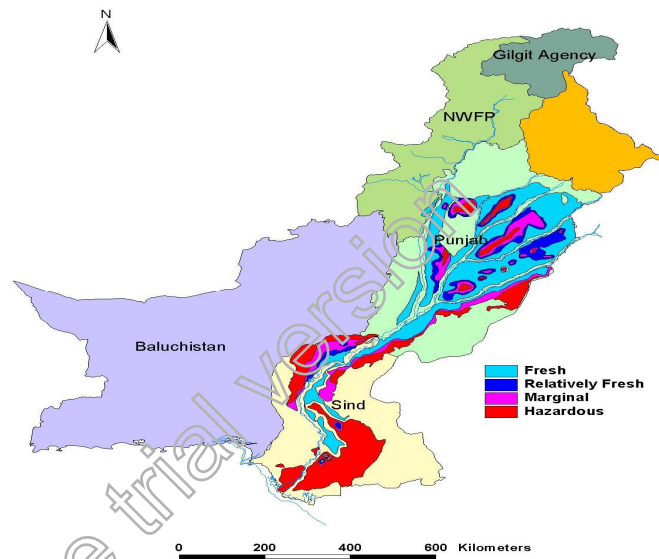 N
Gilgit Agency
NWFP
Punjab
Baluchistan
Sind
Fresh
Relatively Fresh
Marginal
Hazardous
0 200 400 600 Kilometers
e trial version